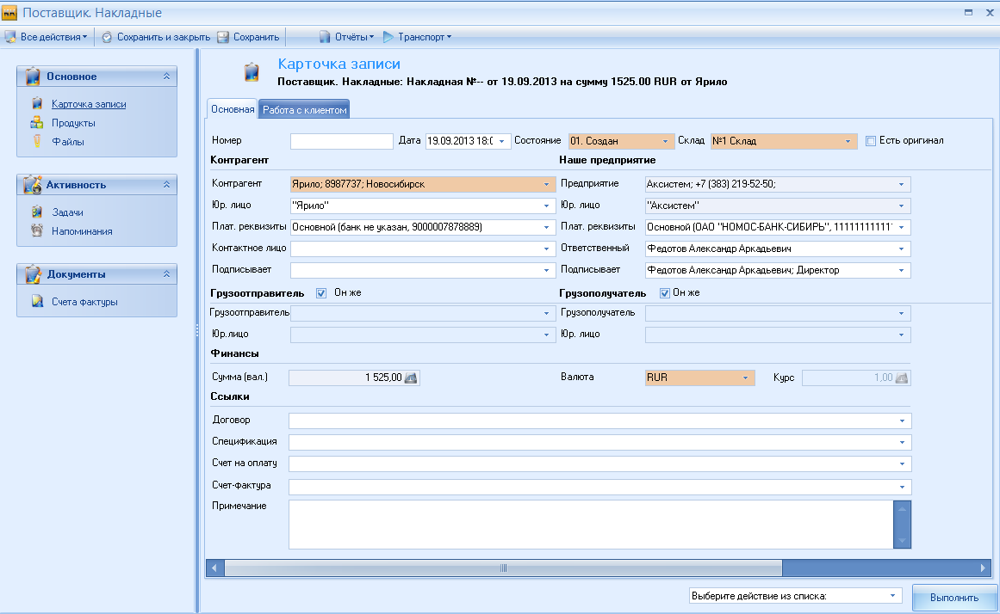 Поставщик. Накладные
Все действия Сохранить и закрыть Сохранить Отчёты Транспорт
Основное
Карточка записи
Продукты
Файлы
Активность
Задачи
Напоминания
Документы
Счета фактуры
Карточка записи
Поставщик. Накладные: Накладная №-- от 19.09.2013 на сумму 1525.00 RUR от Ярило
Основная Работа с клиентом
Номер Дата 19.09.2013 18:0 Состояние 01. Создан Склад №1 Склад Есть оригинал
Контрагент Наше предприятие
Контрагент Ярило; 8987737; Новосибирск Предприятие Аксистем; +7 (383) 219-52-50;
Юр. лицо "Ярило" Юр. лицо "Аксистем"
Плат. реквизиты Основной (банк не указан, 9000007878889) Плат. реквизиты Основной (ОАО "НОМОС-БАНК-СИБИРЬ", 11111111111
Контактное лицо Ответственный Федотов Александр Аркадьевич
Подписывает Подписывает Федотов Александр Аркадьевич; Директор
Грузоотправитель Он же Грузополучатель Он же
Грузоотправитель Грузополучатель
Юр.лицо Юр. лицо
Финансы
Сумма (вал.) 1 525,00 Валюта RUR Курс 1,00
Ссылки
Договор
Спецификация
Счет на оплату
Счет-фактура
Примечание
Выберите действие из списка: Выполнить